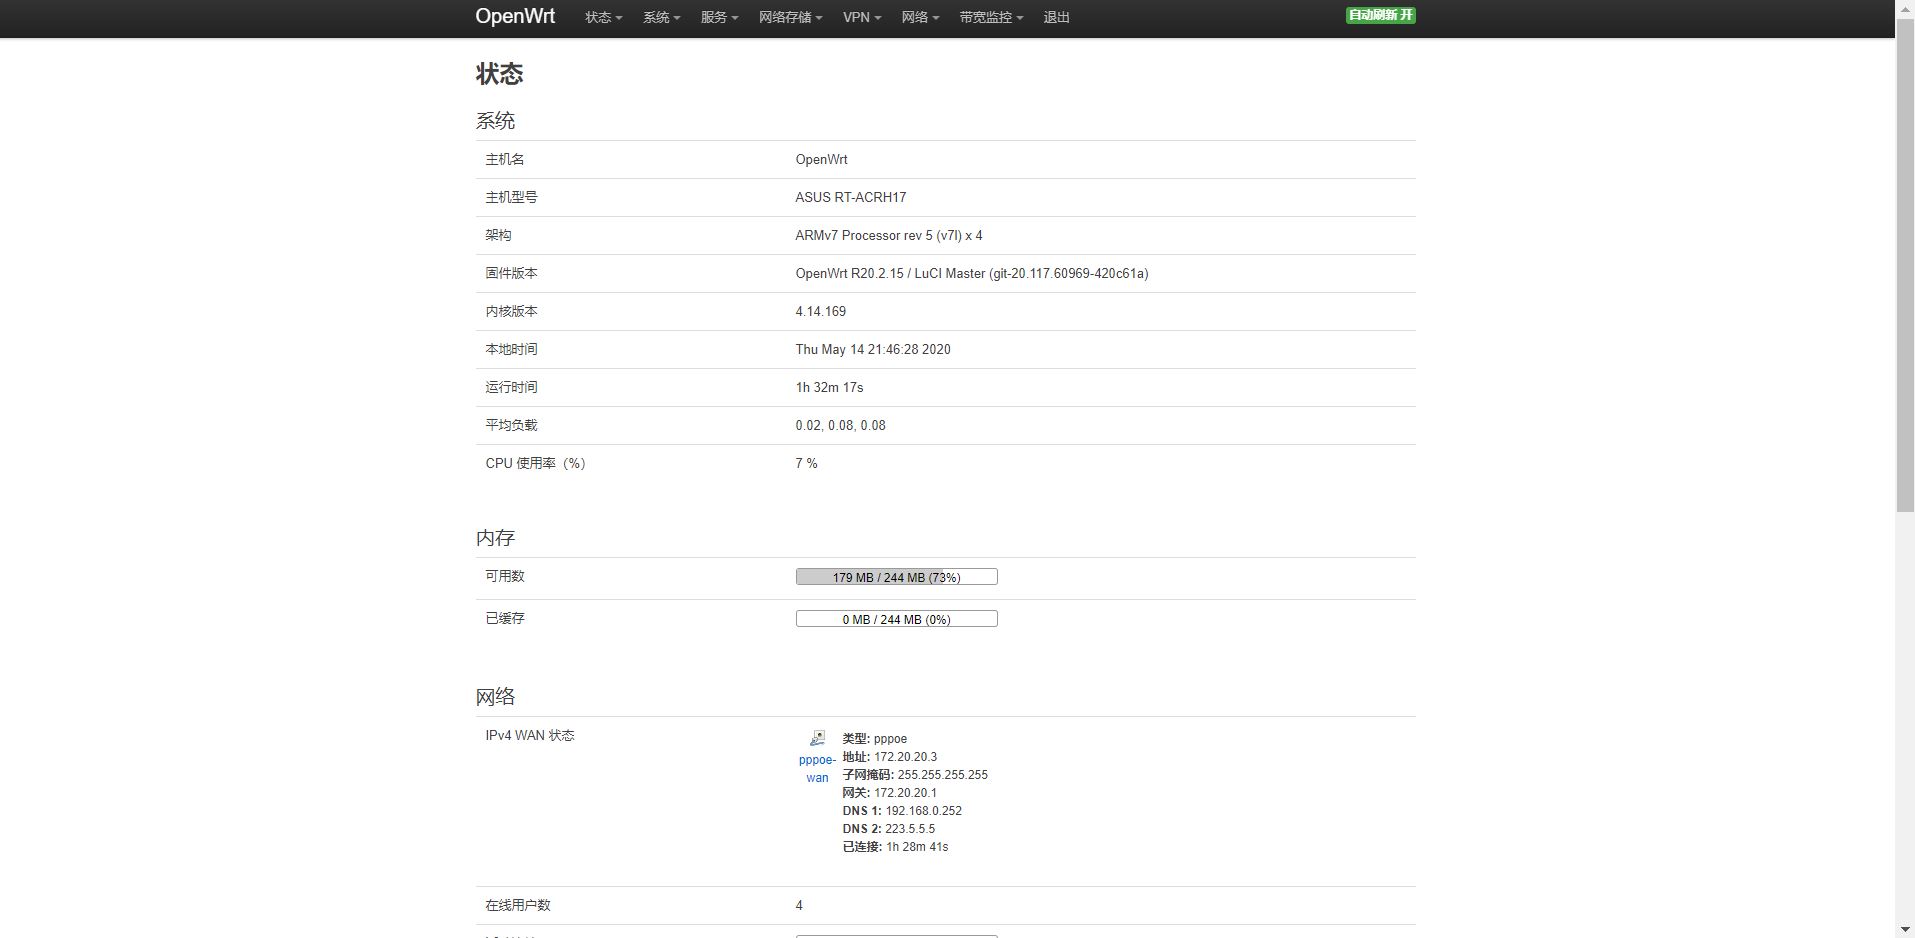 OpenWrt 状态 系统 服务 网络存储 VPN 网络 带宽监控 退出 自动刷新 开
状态
系统
主机名 OpenWrt
主机型号 ASUS RT-ACRH17
架构 ARMv7 Processor rev 5 (v7l) x 4
固件版本 OpenWrt R20.2.15 / LuCI Master (git-20.117.60969-420c61a)
内核版本 4.14.169
本地时间 Thu May 14 21:46:28 2020
运行时间 1h 32m 17s
平均负载 0.02, 0.08, 0.08
CPU 使用率（%） 7 %
内存
可用数 179 MB / 244 MB (73%)
已缓存 0 MB / 244 MB (0%)
网络
IPv4 WAN 状态
pppoe-
wan
类型: pppoe
地址: 172.20.20.3
子网掩码: 255.255.255.255
网关: 172.20.20.1
DNS 1: 192.168.0.252
DNS 2: 223.5.5.5
已连接: 1h 28m 41s
在线用户数 4